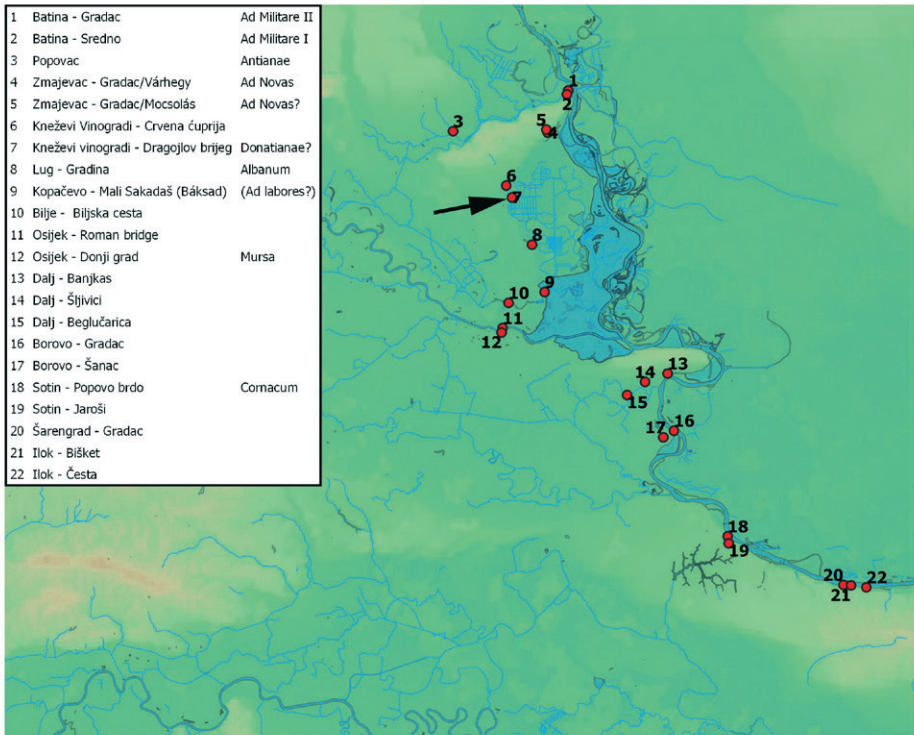 1 Batina - Gradac Ad Militare II
2 Batina - Sredno Ad Militare I
3 Popovac Antianae
4 Zmajevac - Gradac/Várhegy Ad Novas
5 Zmajevac - Gradac/Mocsolás Ad Novas?
6 Kneževi Vinogradi - Crvena ćuprija
7 Kneževi vinogradi - Dragojlov brijeg Donatianae?
8 Lug - Gradina Albanum
9 Kopačevo - Mali Sakadaš (Báksad) (Ad labores?)
10 Bilje - Biljska cesta
11 Osijek - Roman bridge
12 Osijek - Donji grad Mursa
13 Dalj - Banjkas
14 Dalj - Šljivici
15 Dalj - Beglučarica
16 Borovo - Gradac
17 Borovo - Šanac
18 Sotin - Popovo brdo Cornacum
19 Sotin - Jaroši
20 Šarengrad - Gradac
21 Ilok - Bišket
22 Ilok - Česta
1
2
3
5
4
6
7
8
9
10
11
12
13
14
15
16
17
18
19
20
21
22